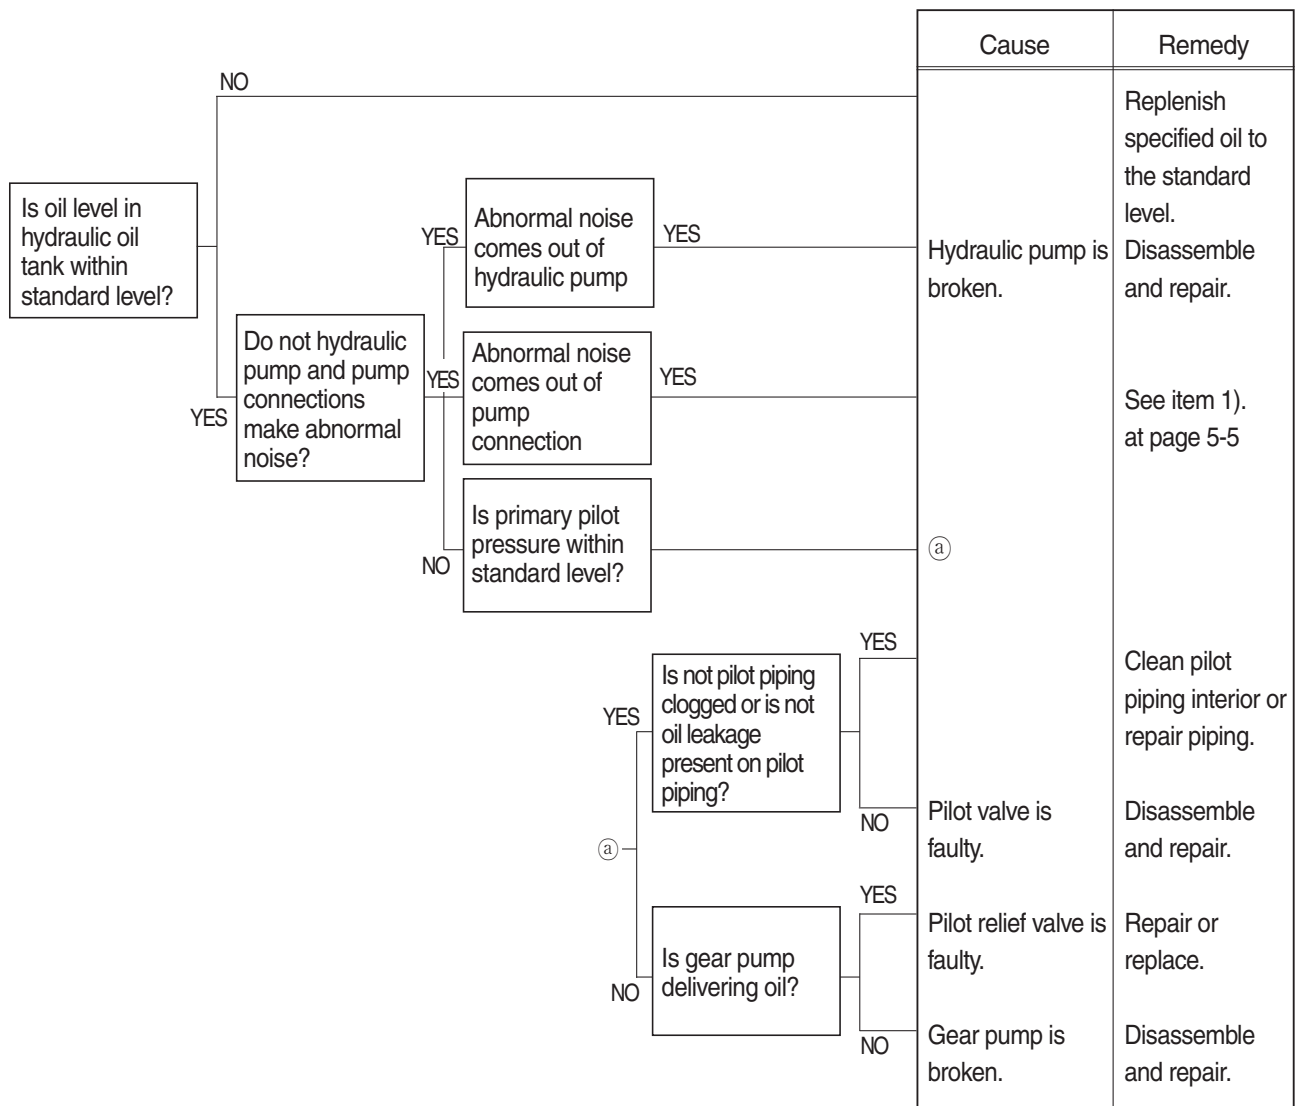 Cause
Remedy
NO
Replenish
specified oil to
the standard
level.
Is oil level in
hydraulic oil
tank within
standard level?
YES
Abnormal noise
comes out of
hydraulic pump
YES
Hydraulic pump is
broken.
Disassemble
and repair.
YES
Do not hydraulic
pump and pump
connections
make abnormal
noise?
YES
Abnormal noise
comes out of
pump
connection
YES
See item 1).
at page 5-5
NO
Is primary pilot
pressure within
standard level?
ⓐ
ⓐ
YES
Is not pilot piping
clogged or is not
oil leakage
present on pilot
piping?
YES
Clean pilot
piping interior or
repair piping.
NO
Pilot valve is
faulty.
Disassemble
and repair.
NO
Is gear pump
delivering oil?
YES
Pilot relief valve is
faulty.
Repair or
replace.
NO
Gear pump is
broken.
Disassemble
and repair.